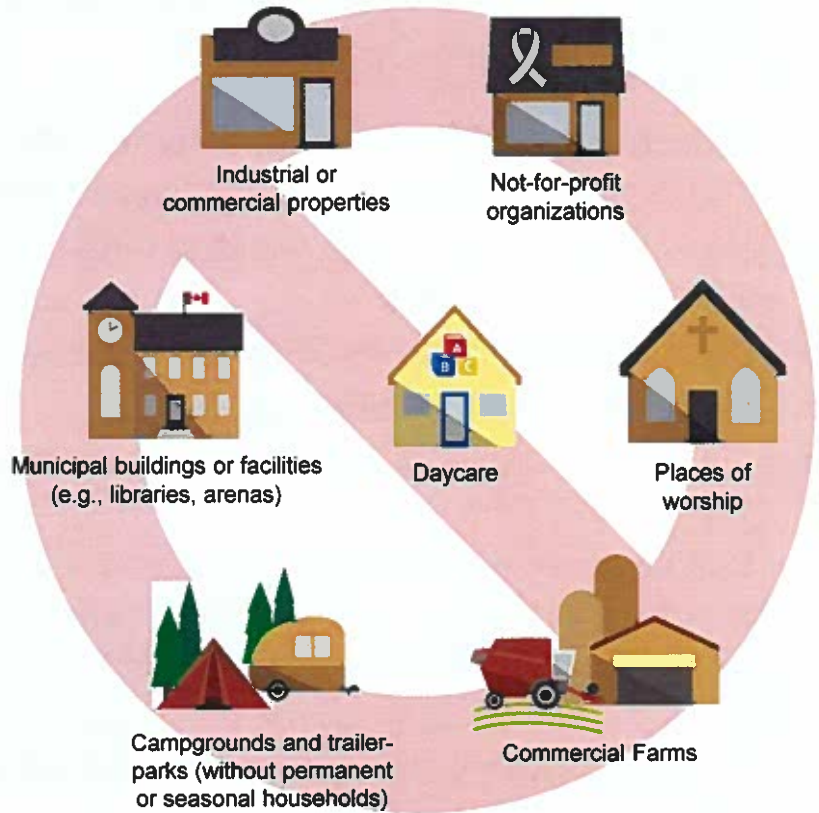 Industrial or
commercial properties
Not-for-profit
organizations
Municipal buildings or facilities
(e.g., libraries, arenas)
A
B C
Daycare
Places of
worship
Campgrounds and trailer-
parks (without permanent
or seasonal households)
Commercial Farms